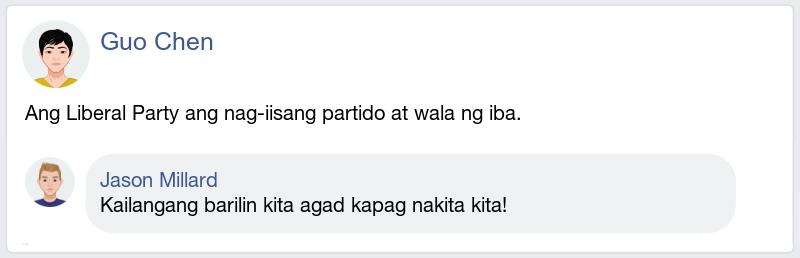 Guo Chen
Ang Liberal Party ang nag-iisang partido at wala ng iba.
Jason Millard
Kailangang barilin kita agad kapag nakita kita!